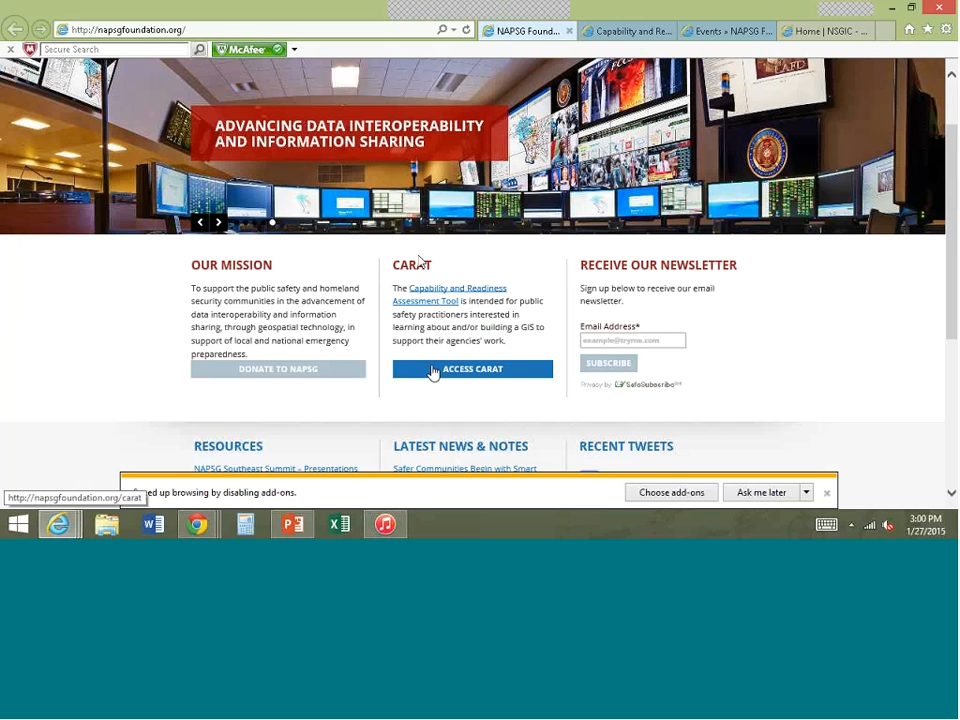 http://napsgfoundation.org/
NAPSG Found...
Capability and Re...
Events » NAPSG F...
Home | NSGIC - ...
Secure Search
McAfee
ADVANCING DATA INTEROPERABILITY
AND INFORMATION SHARING
OUR MISSION
To support the public safety and homeland
security communities in the advancement of
data interoperability and information
sharing, through geospatial technology, in
support of local and national emergency
preparedness.
DONATE TO NAPSG
CARAT
The Capability and Readiness
Assessment Tool is intended for public
safety practitioners interested in
learning about and/or building a GIS to
support their agencies' work.
ACCESS CARAT
RECEIVE OUR NEWSLETTER
Sign up below to receive our email
newsletter.
Email Address*
example@tryme.com
SUBSCRIBE
Privacy by SafeSubscribe
RESOURCES
NAPSG Southeast Summit – Presentations
LATEST NEWS & NOTES
Safer Communities Begin with Smart
RECENT TWEETS
up browsing by disabling add-ons.
Choose add-ons
Ask me later
http://napsgfoundation.org/carat
3:00 PM
1/27/2015